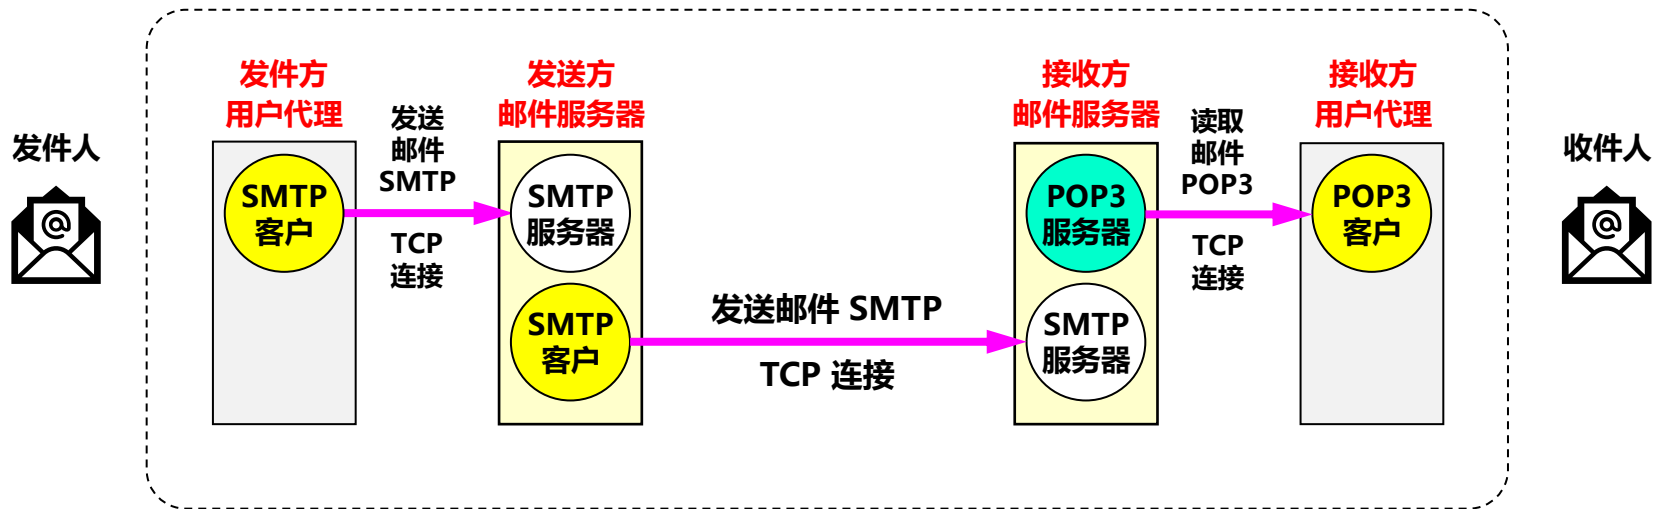 发件人
@
发件方
用户代理
SMTP
客户
发送
邮件
SMTP
TCP
连接
发送方
邮件服务器
SMTP
服务器
SMTP
客户
发送邮件 SMTP
TCP 连接
接收方
邮件服务器
POP3
服务器
SMTP
服务器
读取
邮件
POP3
TCP
连接
接收方
用户代理
POP3
客户
收件人
@